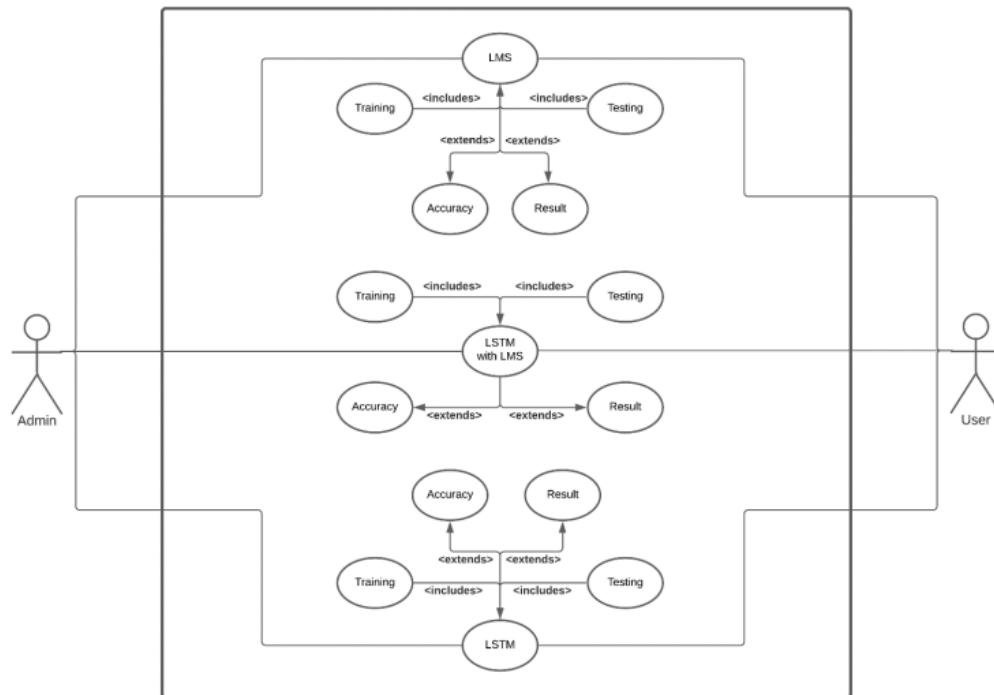 LMS
Training
<includes>
<includes>
Testing
<extends>
<extends>
Accuracy
Result
Training
<includes>
<includes>
Testing
LSTM
with LMS
Admin
User
Accuracy
<extends>
<extends>
Result
Accuracy
Result
<extends>
<extends>
Training
<includes>
<includes>
Testing
LSTM